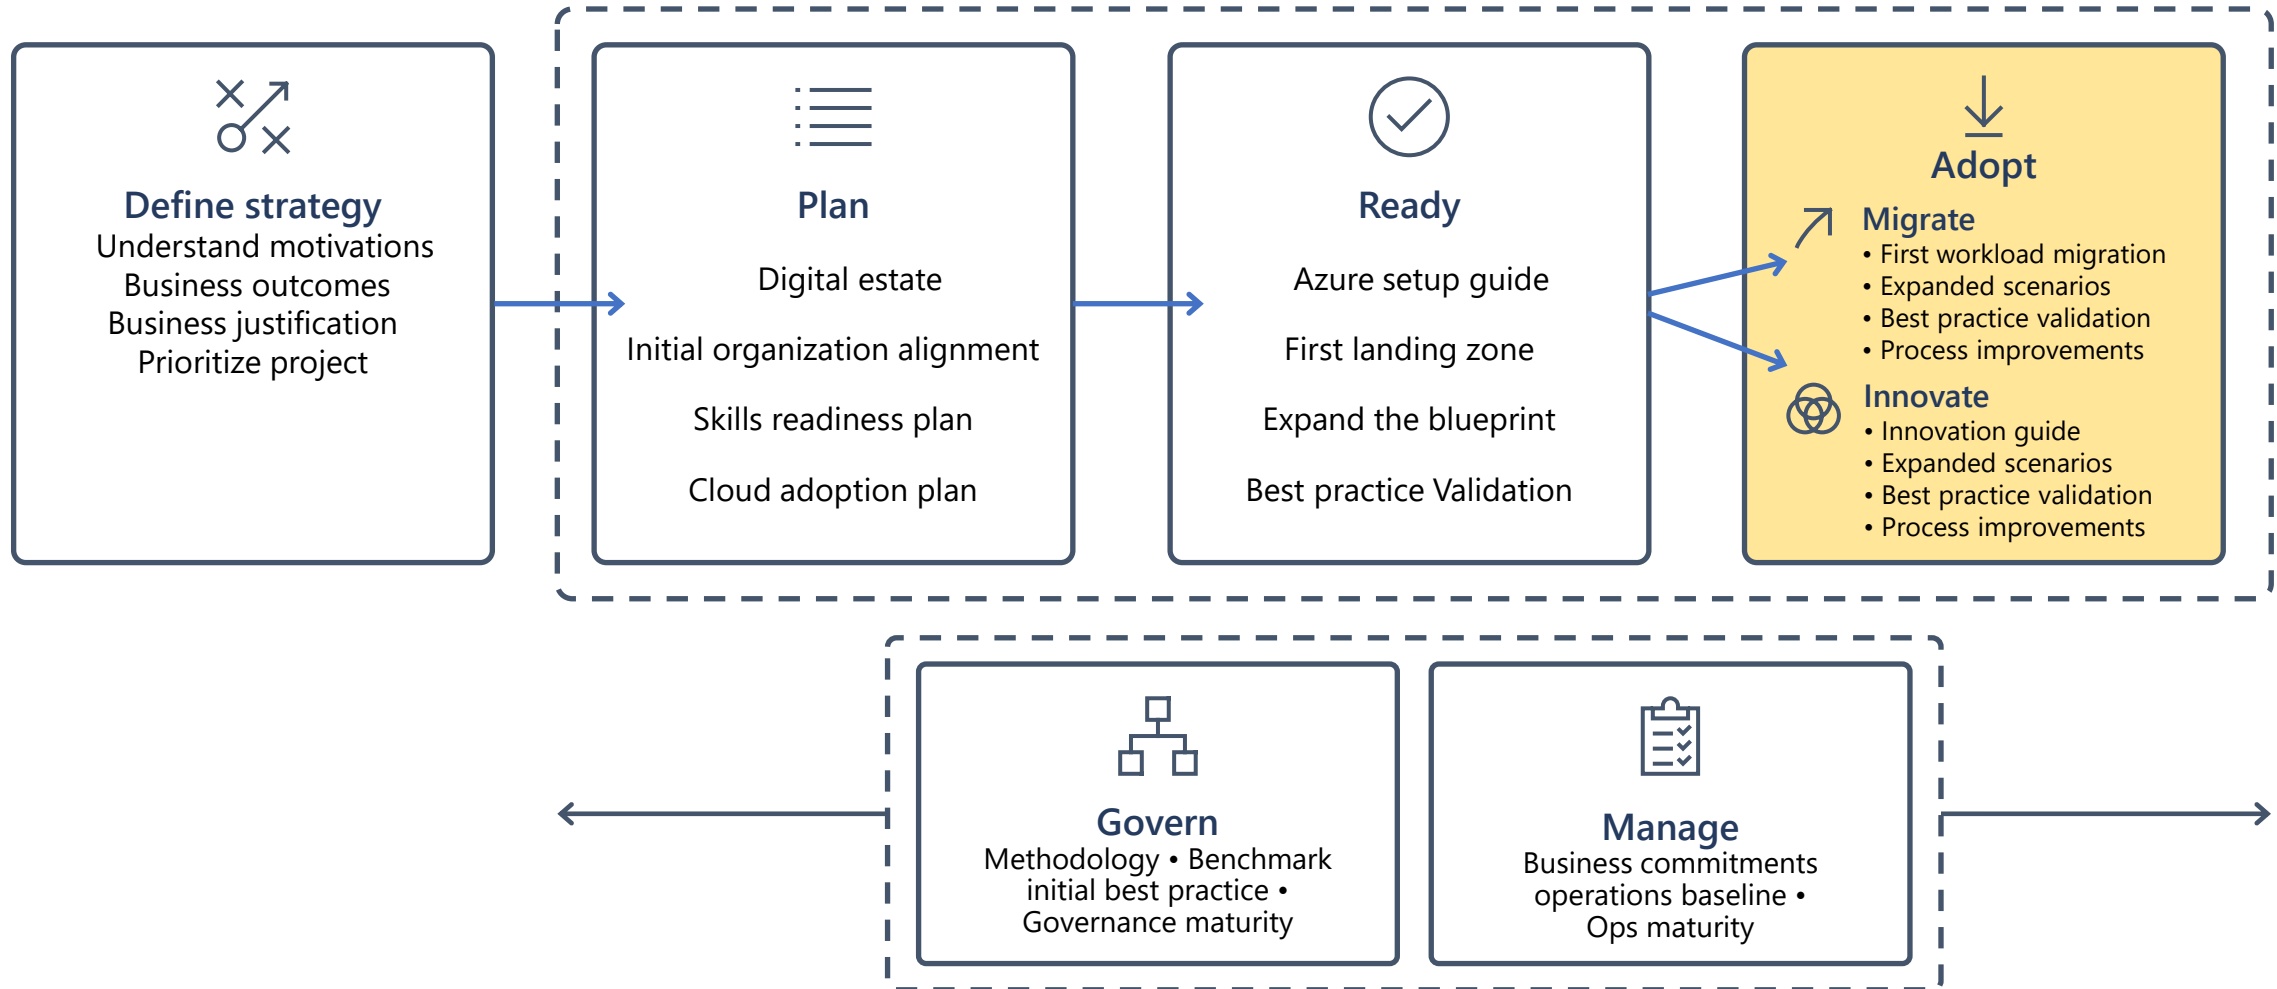 Define strategy
Understand motivations
Business outcomes
Business justification
Prioritize project
Plan
Digital estate
Initial organization alignment
Skills readiness plan
Cloud adoption plan
Ready
Azure setup guide
First landing zone
Expand the blueprint
Best practice Validation
Adopt
Migrate
• First workload migration
• Expanded scenarios
• Best practice validation
• Process improvements
Innovate
• Innovation guide
• Expanded scenarios
• Best practice validation
• Process improvements
Govern
Methodology • Benchmark
initial best practice •
Governance maturity
Manage
Business commitments
operations baseline •
Ops maturity